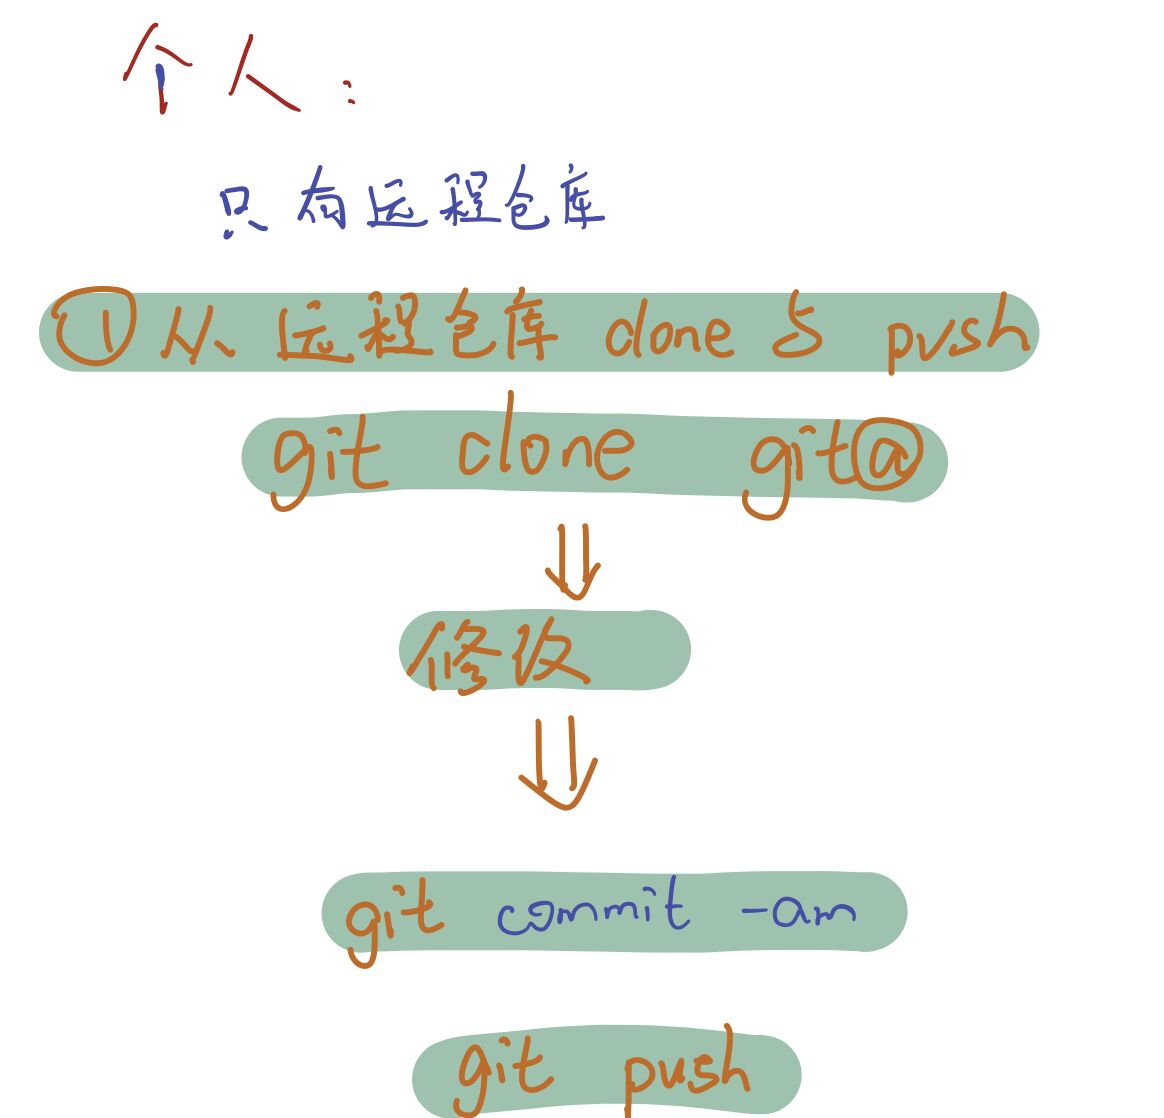 个人:
只有远程仓库
① 从远程仓库 clone 与 push
git clone git@
修改
git commit -am
git push